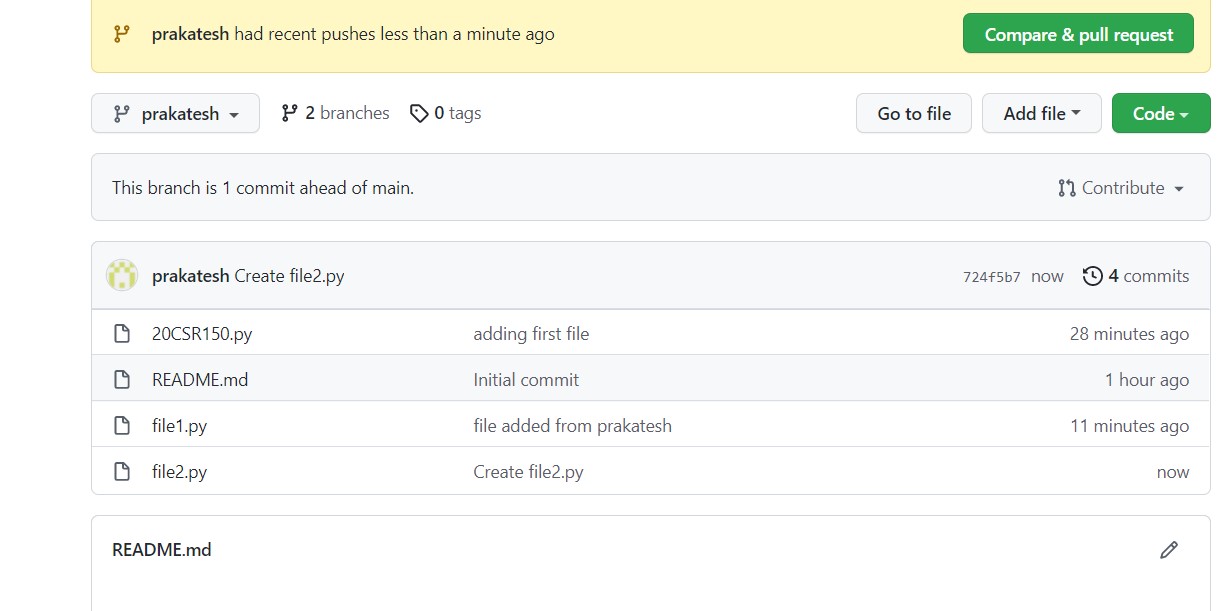 prakatesh had recent pushes less than a minute ago Compare & pull request
prakatesh 2 branches 0 tags Go to file Add file Code
This branch is 1 commit ahead of main. Contribute
prakatesh Create file2.py 724f5b7 now 4 commits
20CSR150.py adding first file 28 minutes ago
README.md Initial commit 1 hour ago
file1.py file added from prakatesh 11 minutes ago
file2.py Create file2.py now
README.md